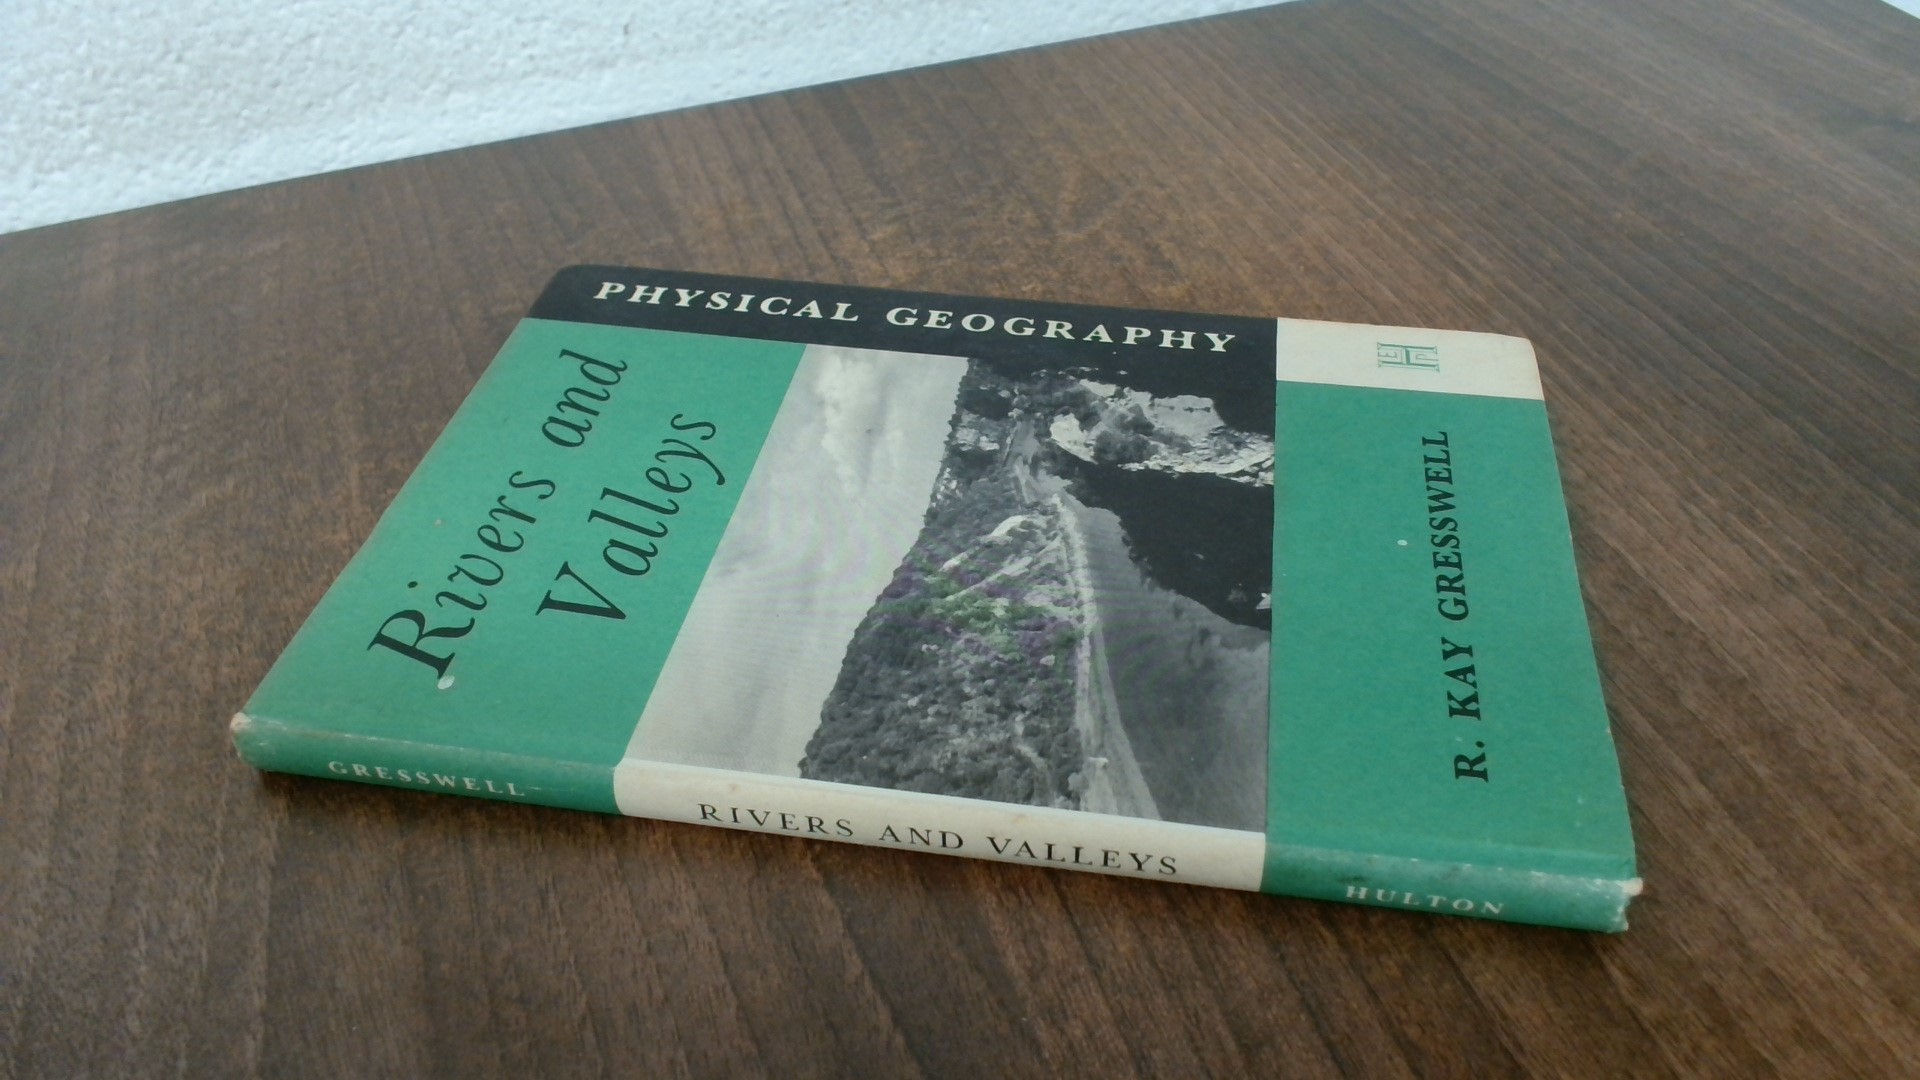 PHYSICAL GEOGRAPHY
Rivers and
Valleys
R. KAY GRESSWELL
GRESSWELL
RIVERS AND VALLEYS
HULTON